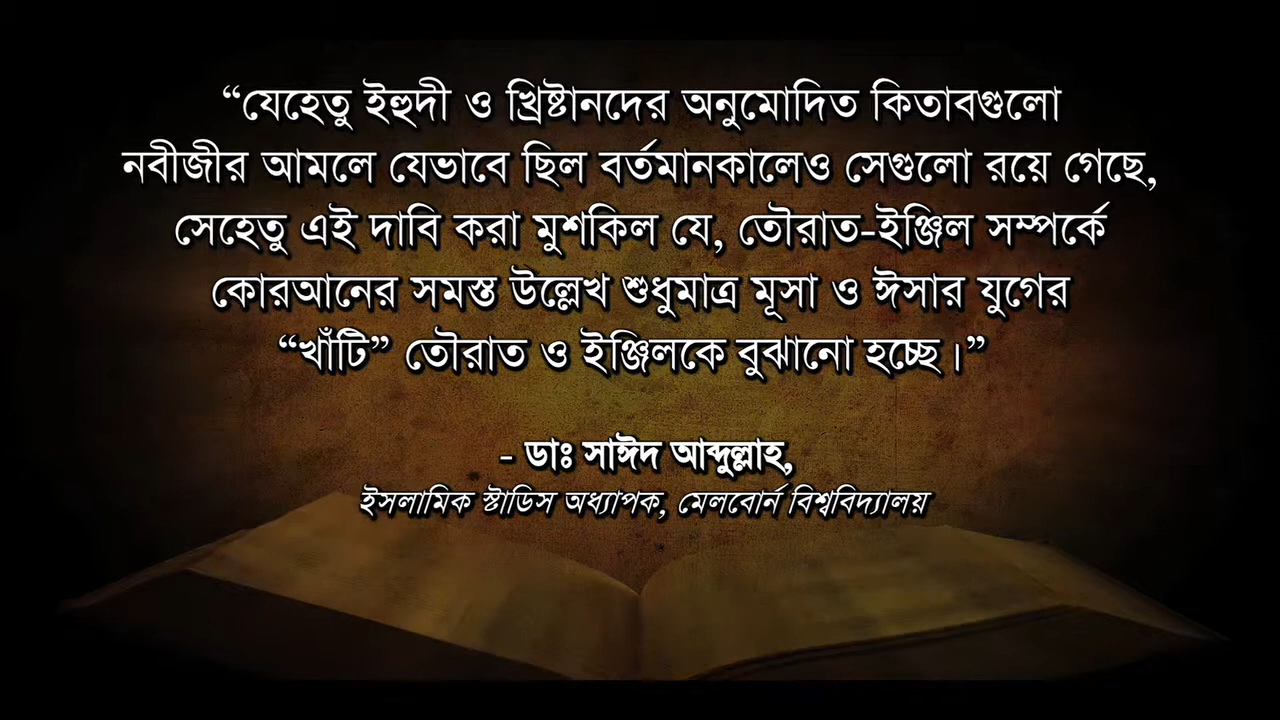 “যেহেতু ইহুদী ও খ্রিষ্টানদের অনুমোদিত কিতাবগুলো
নবীজীর আমলে যেভাবে ছিল বর্তমানকালেও সেগুলো রয়ে গেছে,
সেহেতু এই দাবি করা মুশকিল যে, তৌরাত-ইঞ্জিল সম্পর্কে
কোরআনের সমস্ত উল্লেখ শুধুমাত্র মূসা ও ঈসার যুগের
“খাঁটি” তৌরাত ও ইঞ্জিলকে বুঝানো হচ্ছে।”
- ডাঃ সাঈদ আব্দুল্লাহ,
ইসলামিক স্টাডিস অধ্যাপক, মেলবোর্ন বিশ্ববিদ্যালয়